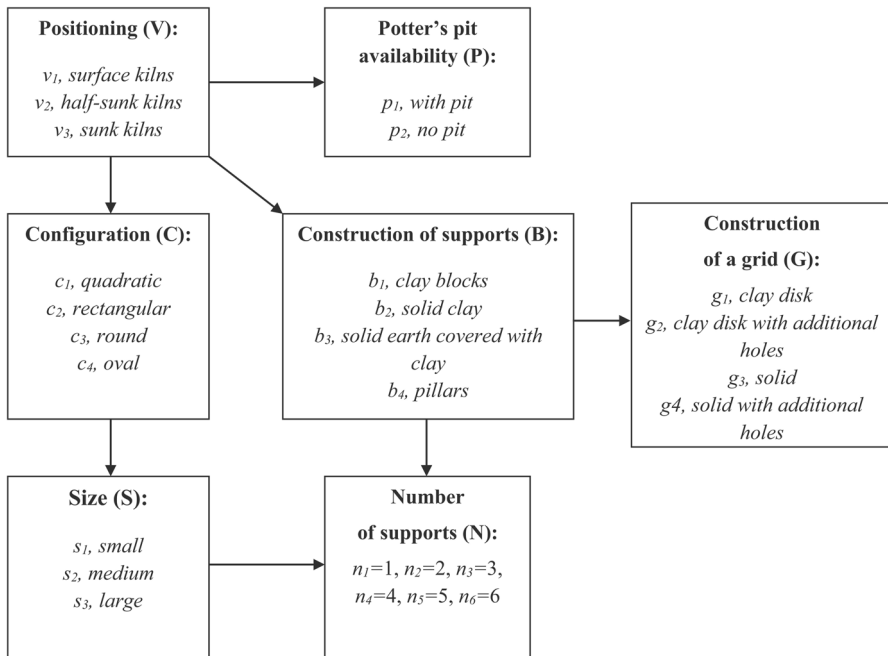 Positioning (V):
v1, surface kilns
v2, half-sunk kilns
v3, sunk kilns
Potter’s pit
availability (P):
p1, with pit
p2, no pit
Configuration (C):
c1, quadratic
c2, rectangular
c3, round
c4, oval
Construction of supports (B):
b1, clay blocks
b2, solid clay
b3, solid earth covered with
clay
b4, pillars
Construction
of a grid (G):
g1, clay disk
g2, clay disk with additional
holes
g3, solid
g4, solid with additional
holes
Size (S):
s1, small
s2, medium
s3, large
Number
of supports (N):
n1=1, n2=2, n3=3,
n4=4, n5=5, n6=6